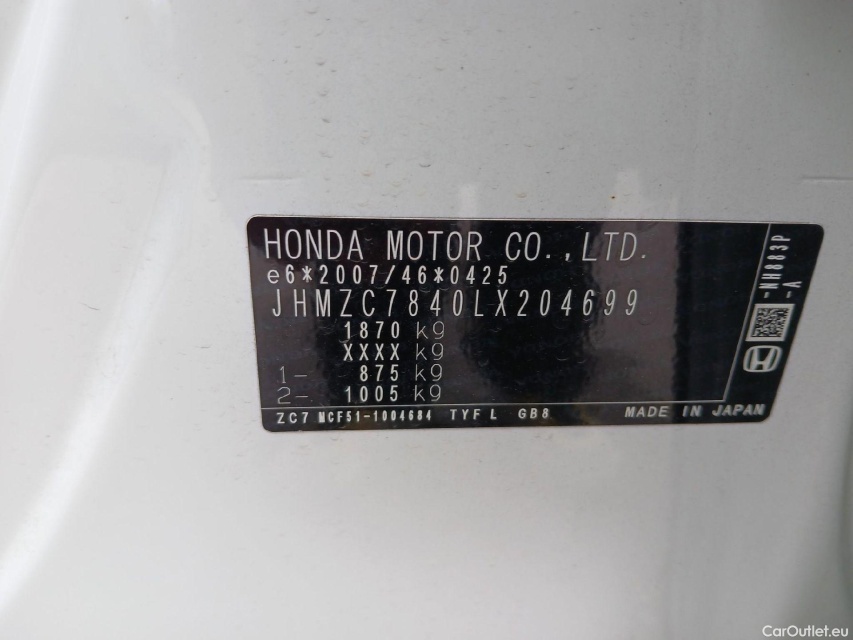 HONDA MOTOR CO.,LTD.
e6*2007/46*0425
JHMZC7840LX204699
1870 kg
XXXX kg
1- 875 kg
2- 1005 kg
ZC7 MCF51-1004684 TYF L GB8 MADE IN JAPAN
-NH883P
-A
CarOutlet.eu